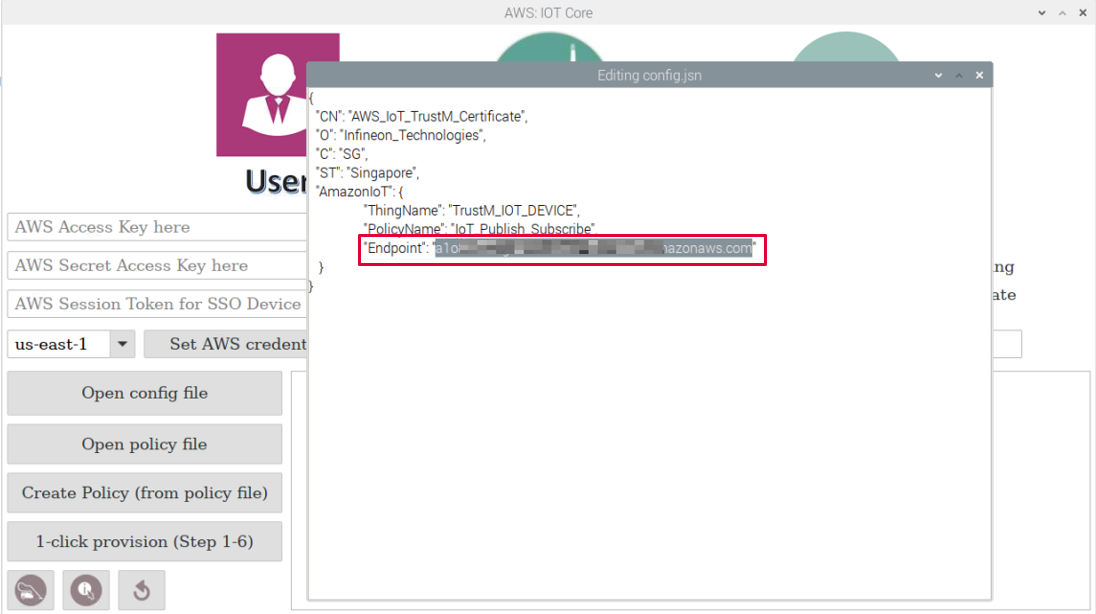 AWS: IOT Core
Editing config.jsn
{
"CN": "AWS_IoT_TrustM_Certificate",
"O": "Infineon_Technologies",
"C": "SG",
"ST": "Singapore",
"AmazonIoT": {
"ThingName": "TrustM_IOT_DEVICE",
"PolicyName": "IoT_Publish_Subscribe",
"Endpoint": "a1o mazonaws.com"
}
}
User
AWS Access Key here
AWS Secret Access Key here
AWS Session Token for SSO Device
us-east-1
Set AWS credent
ng
ate
Open config file
Open policy file
Create Policy (from policy file)
1-click provision (Step 1-6)